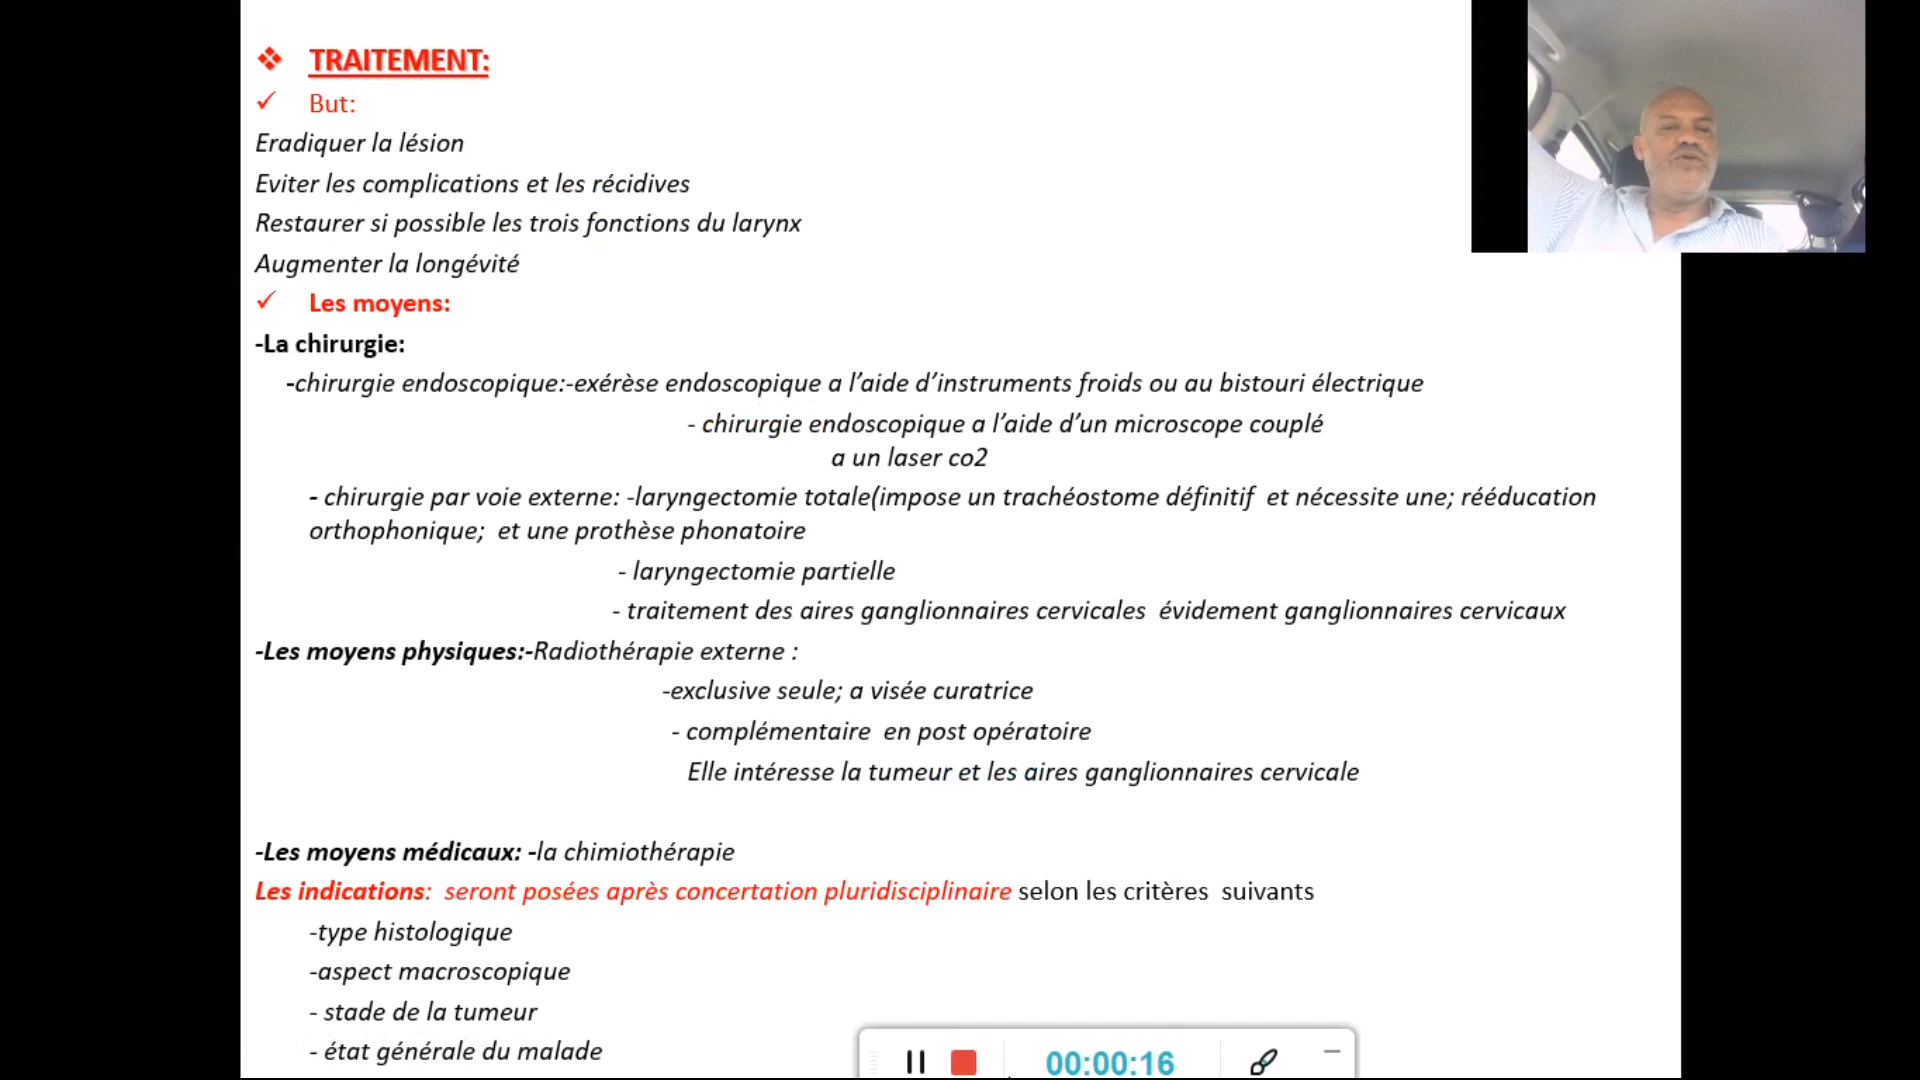 TRAITEMENT:
But:
Eradiquer la lésion
Eviter les complications et les récidives
Restaurer si possible les trois fonctions du larynx
Augmenter la longévité
Les moyens:
-La chirurgie:
-chirurgie endoscopique:-exérèse endoscopique a l’aide d’instruments froids ou au bistouri électrique
- chirurgie endoscopique a l’aide d’un microscope couplé
a un laser co2
- chirurgie par voie externe: -laryngectomie totale(impose un trachéostome définitif et nécessite une; rééducation
orthophonique; et une prothèse phonatoire
- laryngectomie partielle
- traitement des aires ganglionnaires cervicales évidement ganglionnaires cervicaux
-Les moyens physiques:-Radiothérapie externe :
-exclusive seule; a visée curatrice
- complémentaire en post opératoire
Elle intéresse la tumeur et les aires ganglionnaires cervicale
-Les moyens médicaux: -la chimiothérapie
Les indications: seront posées après concertation pluridisciplinaire selon les critères suivants
-type histologique
-aspect macroscopique
- stade de la tumeur
- état générale du malade
00:00:16